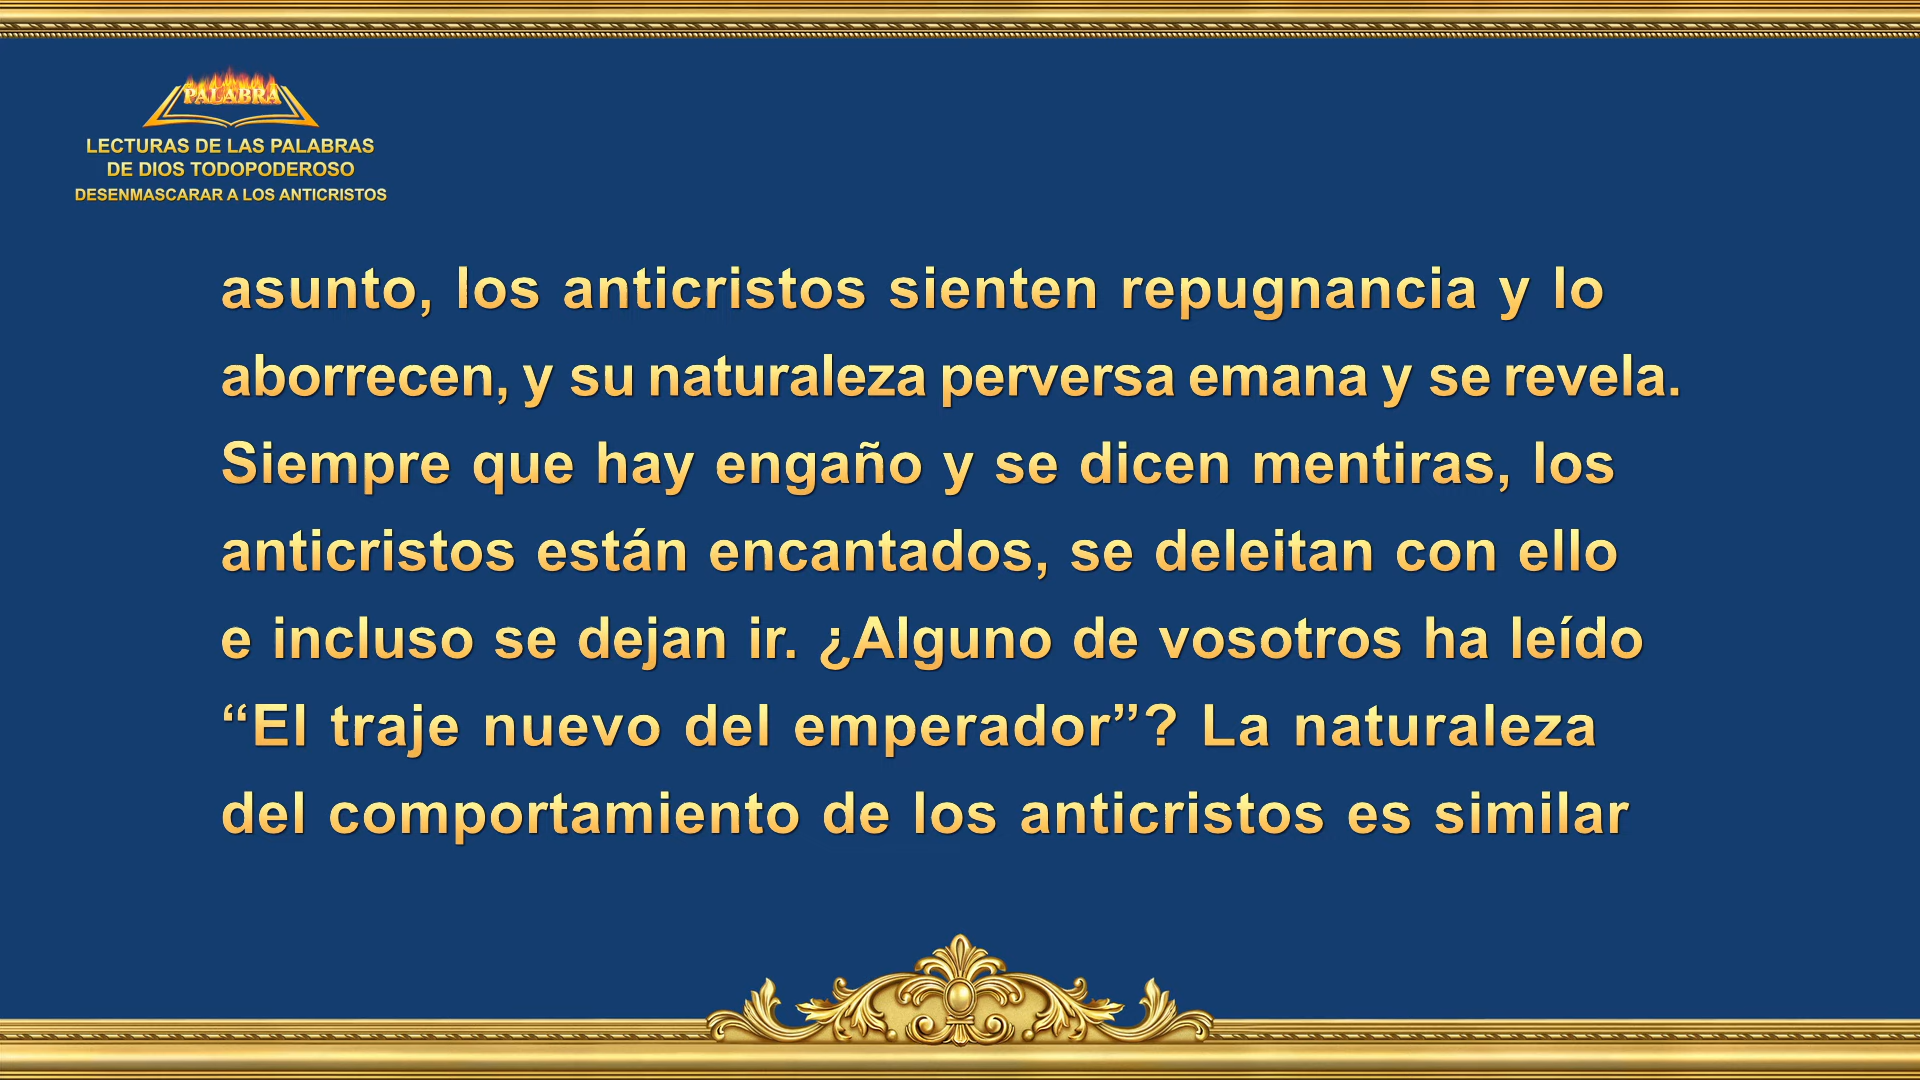 PALABRA
LECTURAS DE LAS PALABRAS
DE DIOS TODOPODEROSO
DESENMASCARAR A LOS ANTICRISTOS
asunto, los anticristos sienten repugnancia y lo
aborrecen, y su naturaleza perversa emana y se revela.
Siempre que hay engaño y se dicen mentiras, los
anticristos están encantados, se deleitan con ello
e incluso se dejan ir. ¿Alguno de vosotros ha leído
“El traje nuevo del emperador”? La naturaleza
del comportamiento de los anticristos es similar